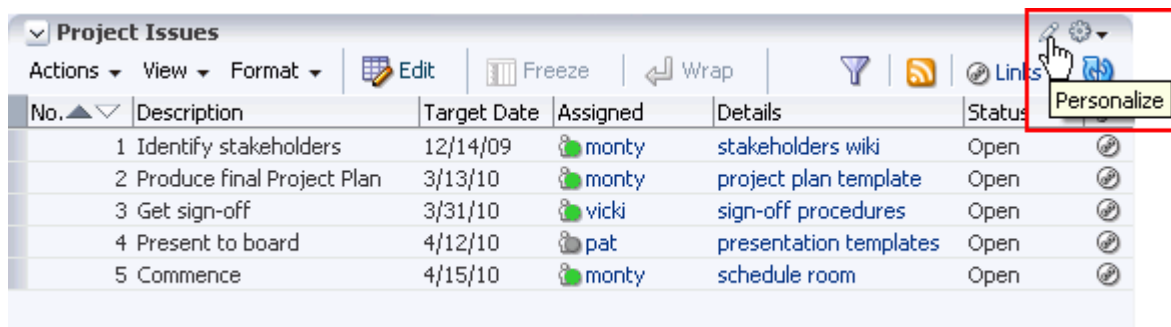 Project Issues
Actions View Format Edit Freeze Wrap Links
Personalize
No. Description Target Date Assigned Details Status
1 Identify stakeholders 12/14/09 monty stakeholders wiki Open
2 Produce final Project Plan 3/13/10 monty project plan template Open
3 Get sign-off 3/31/10 vicki sign-off procedures Open
4 Present to board 4/12/10 pat presentation templates Open
5 Commence 4/15/10 monty schedule room Open